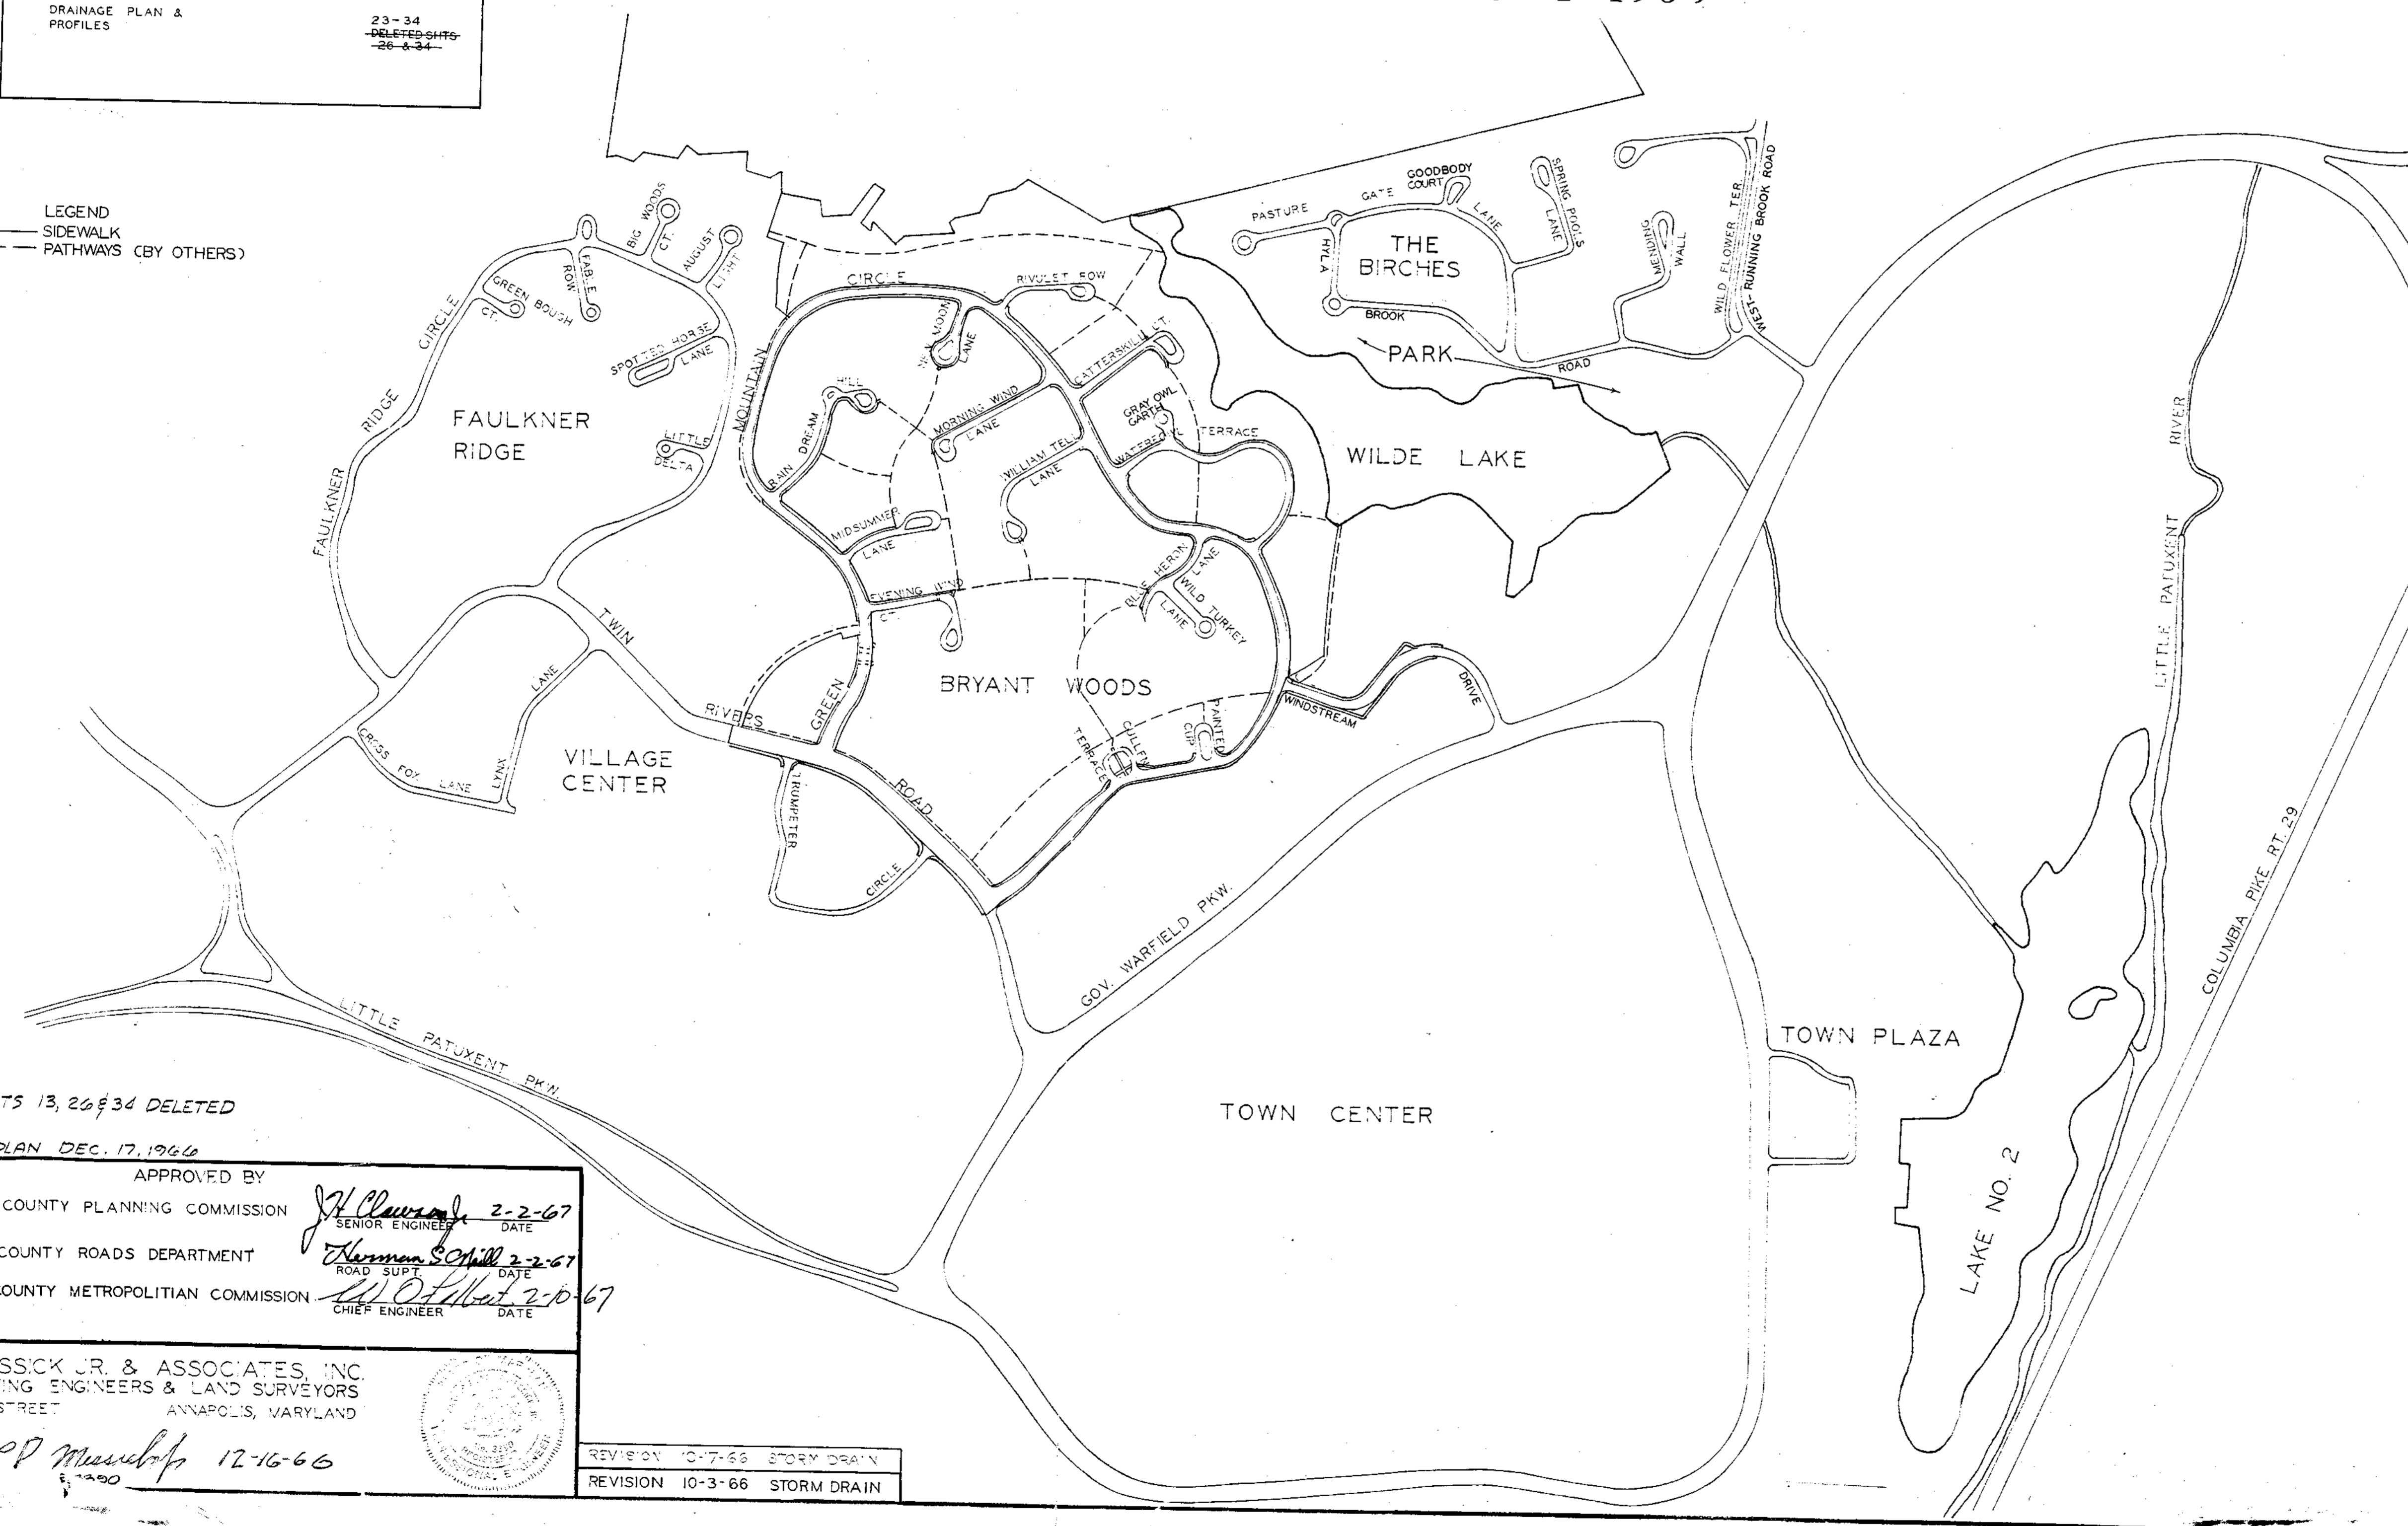 DRAINAGE PLAN &
PROFILES
23-34
DELETED SHTS
26 & 34
LEGEND
SIDEWALK
PATHWAYS (BY OTHERS)
FAULKNER RIDGE CIRCLE
GREEN BOUGH CT.
FABLE ROW
BIG WOODS CT.
AUGUST LIGHT
SPOTTED HORSE LANE
LITTLE DELTA
FAULKNER
RIDGE
GREEN MOUNTAIN CIRCLE
RIVULET ROW
NEW MOON LANE
CATTERSKILL CT.
RAIN DREAM HILL
MORNING WIND LANE
GRAY OWL GARTH
WATEROWL TERRACE
WILLIAM TELL LANE
MIDSUMMER LANE
EVENING WIND CT.
BLUE HERON LANE
WILD TURKEY LANE
BRYANT WOODS
PAINTED CUP
CULLEN TERRACE
WINDSTREAM DRIVE
PASTURE GATE LANE
GOODBODY
COURT
SPRING POOLS LANE
THE
BIRCHES
HYLA BROOK ROAD
MENDING WALL
WILD FLOWER TER.
WEST-RUNNING BROOK ROAD
PARK
WILDE LAKE
TWIN RIVERS ROAD
CROSS FOX LANE
LYNX LANE
VILLAGE
CENTER
TRUMPETER CIRCLE
GOV. WARFIELD PKW.
LITTLE PATUXENT PKW.
LITTLE PATUXENT RIVER
COLUMBIA PIKE RT. 29
TOWN PLAZA
TOWN CENTER
LAKE NO. 2
TS 13, 26 & 34 DELETED
PLAN DEC. 17, 1966
APPROVED BY
COUNTY PLANNING COMMISSION 2-2-67
SENIOR ENGINEER DATE
COUNTY ROADS DEPARTMENT 2-2-67
ROAD SUPT. DATE
COUNTY METROPOLITIAN COMMISSION 2-10-67
CHIEF ENGINEER DATE
SSICK JR. & ASSOCIATES, INC.
ING ENGINEERS & LAND SURVEYORS
STREET ANNAPOLIS, MARYLAND
12-16-66
REVISION 10-17-66 STORM DRAIN
REVISION 10-3-66 STORM DRAIN